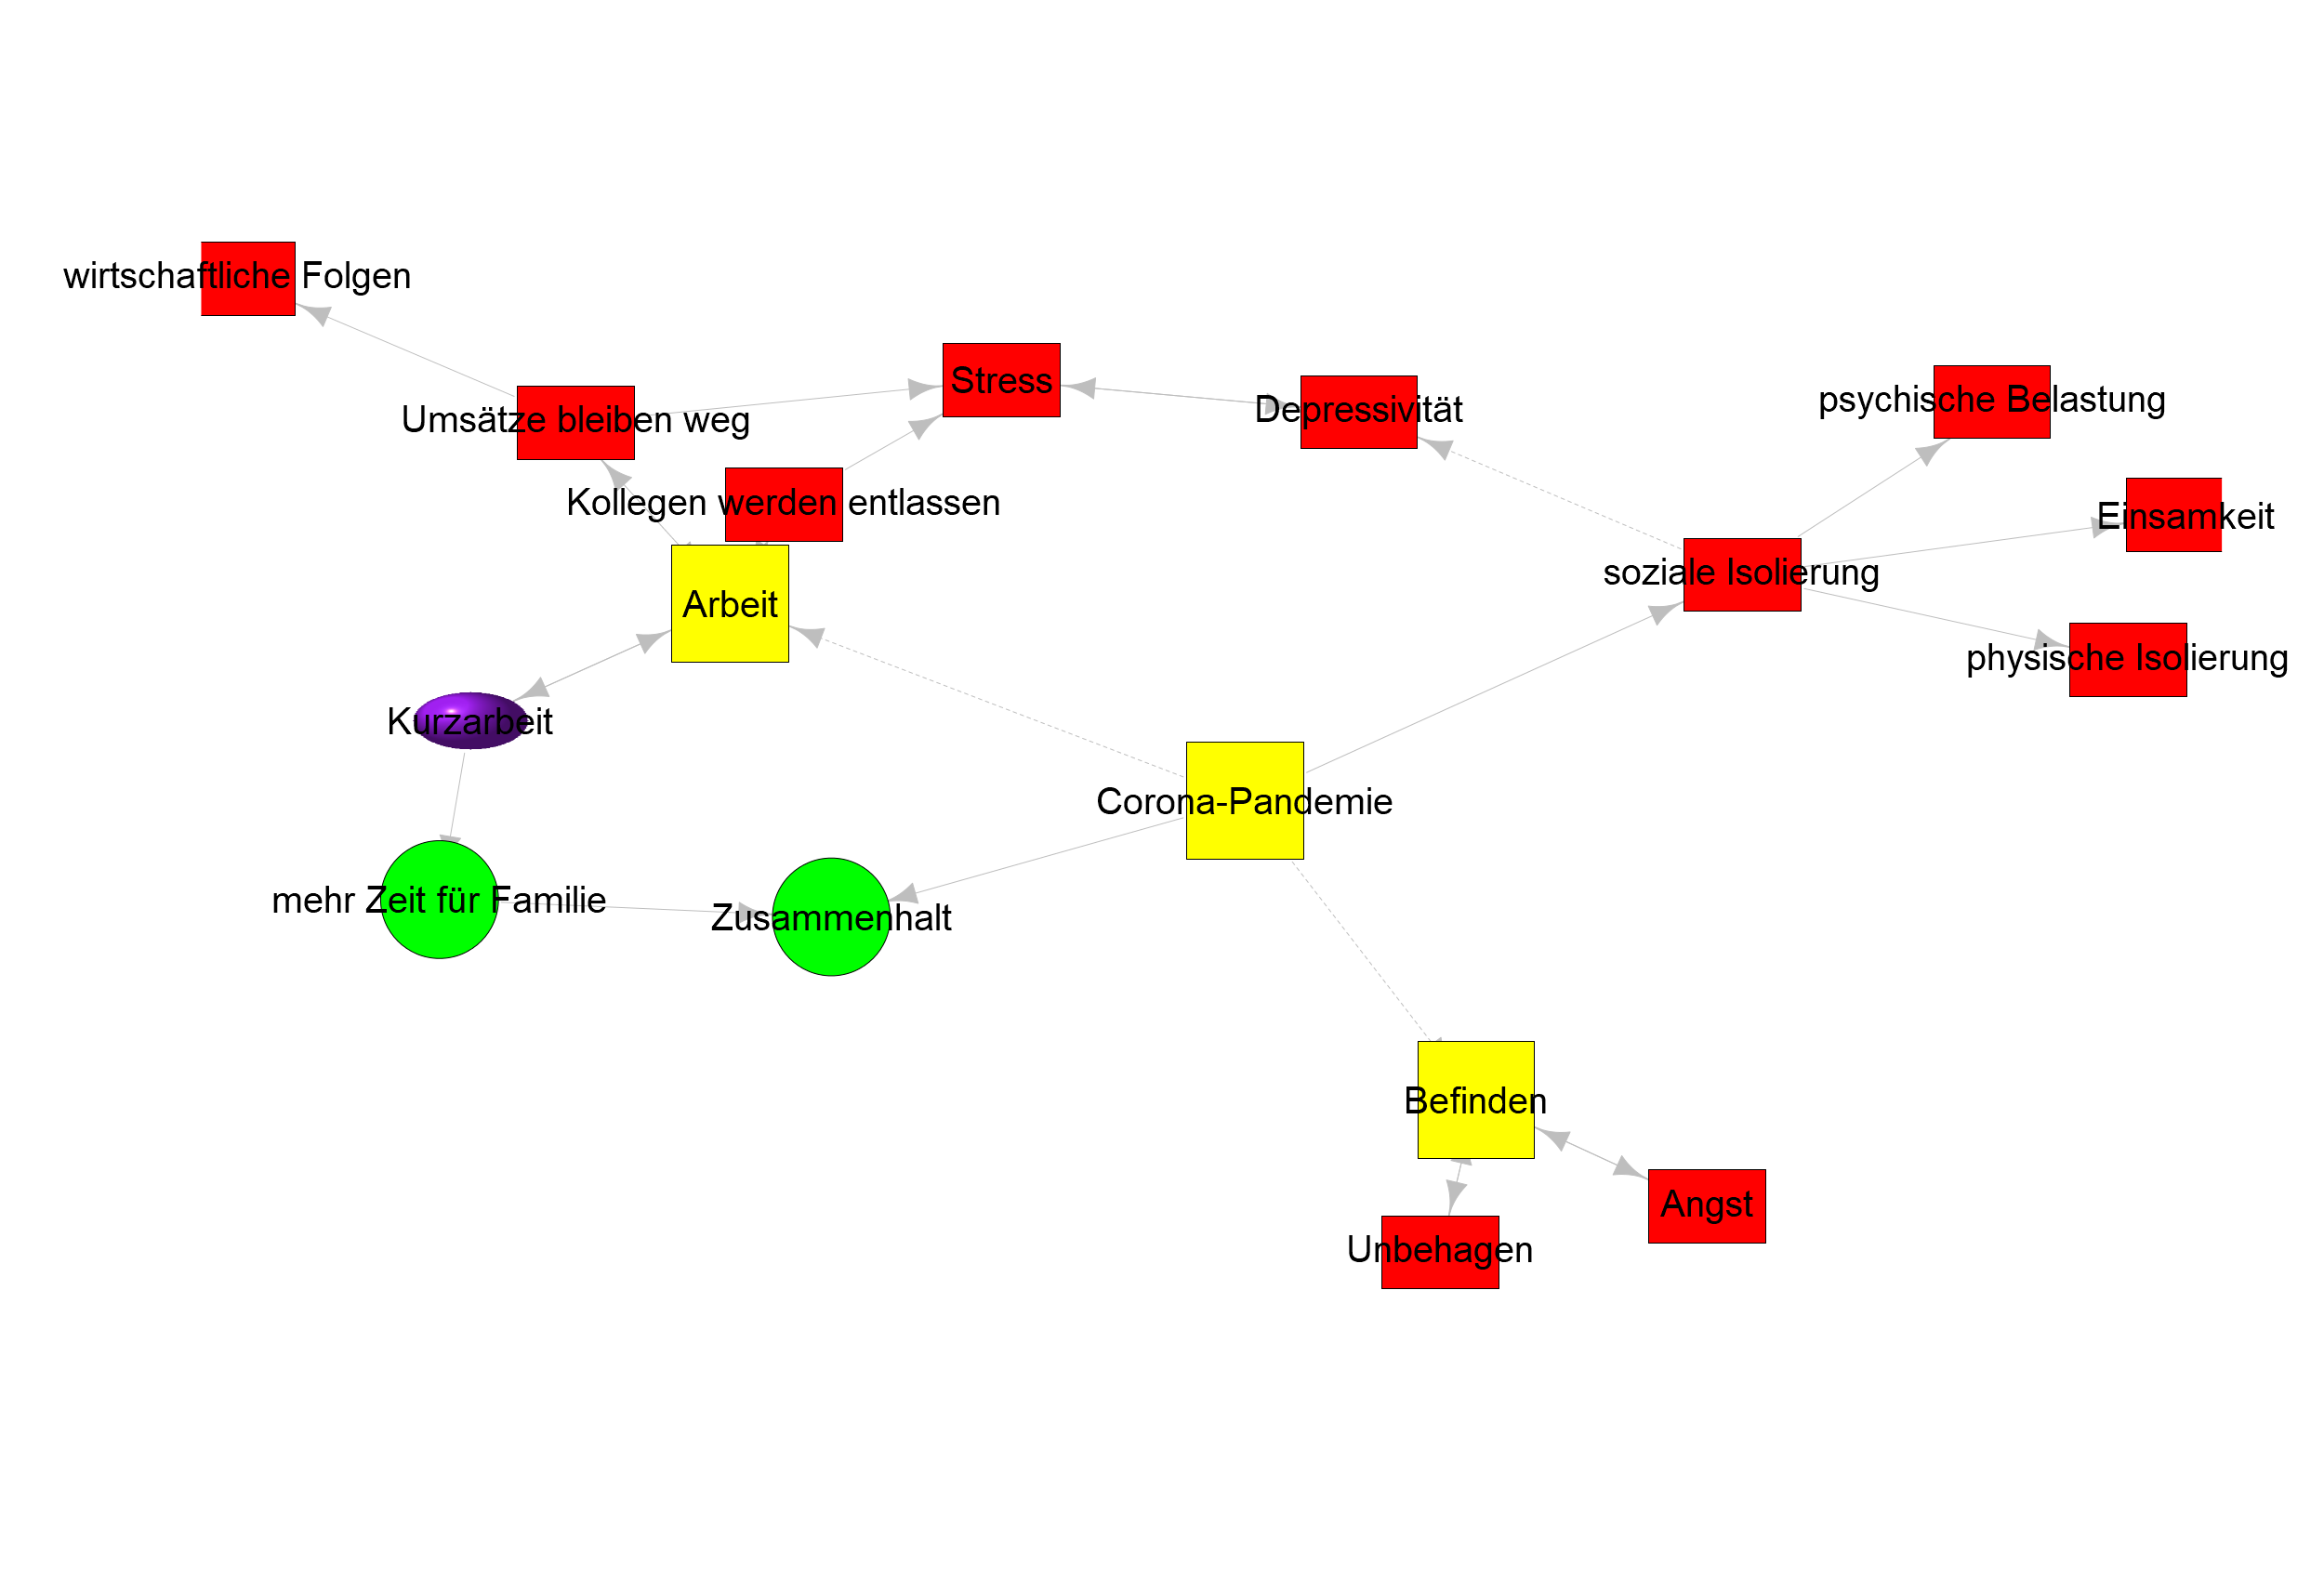 wirtschaftliche Folgen
Stress
Umsätze bleiben weg
Depressivität
psychische Belastung
Kollegen werden entlassen
Einsamkeit
soziale Isolierung
Arbeit
physische Isolierung
Kurzarbeit
Corona-Pandemie
mehr Zeit für Familie
Zusammenhalt
Befinden
Angst
Unbehagen